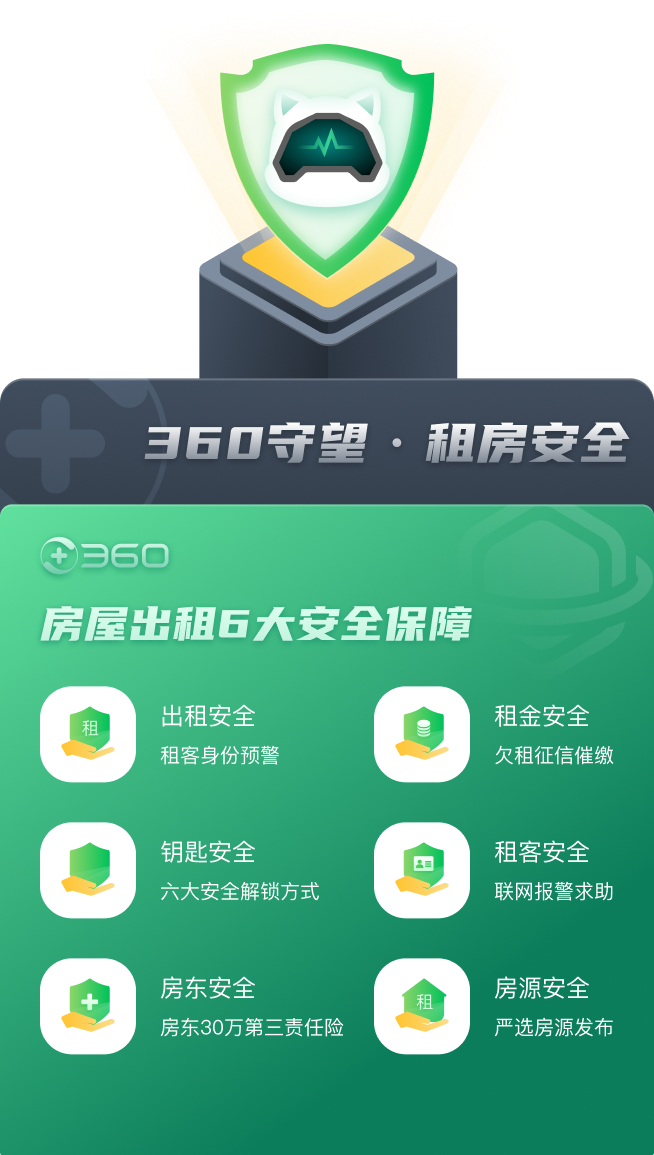 360守望·租房安全
360
房屋出租6大安全保障
租
出租安全
租客身份预警
租金安全
欠租征信催缴
钥匙安全
六大安全解锁方式
租客安全
联网报警求助
房东安全
房东30万第三责任险
租
房源安全
严选房源发布